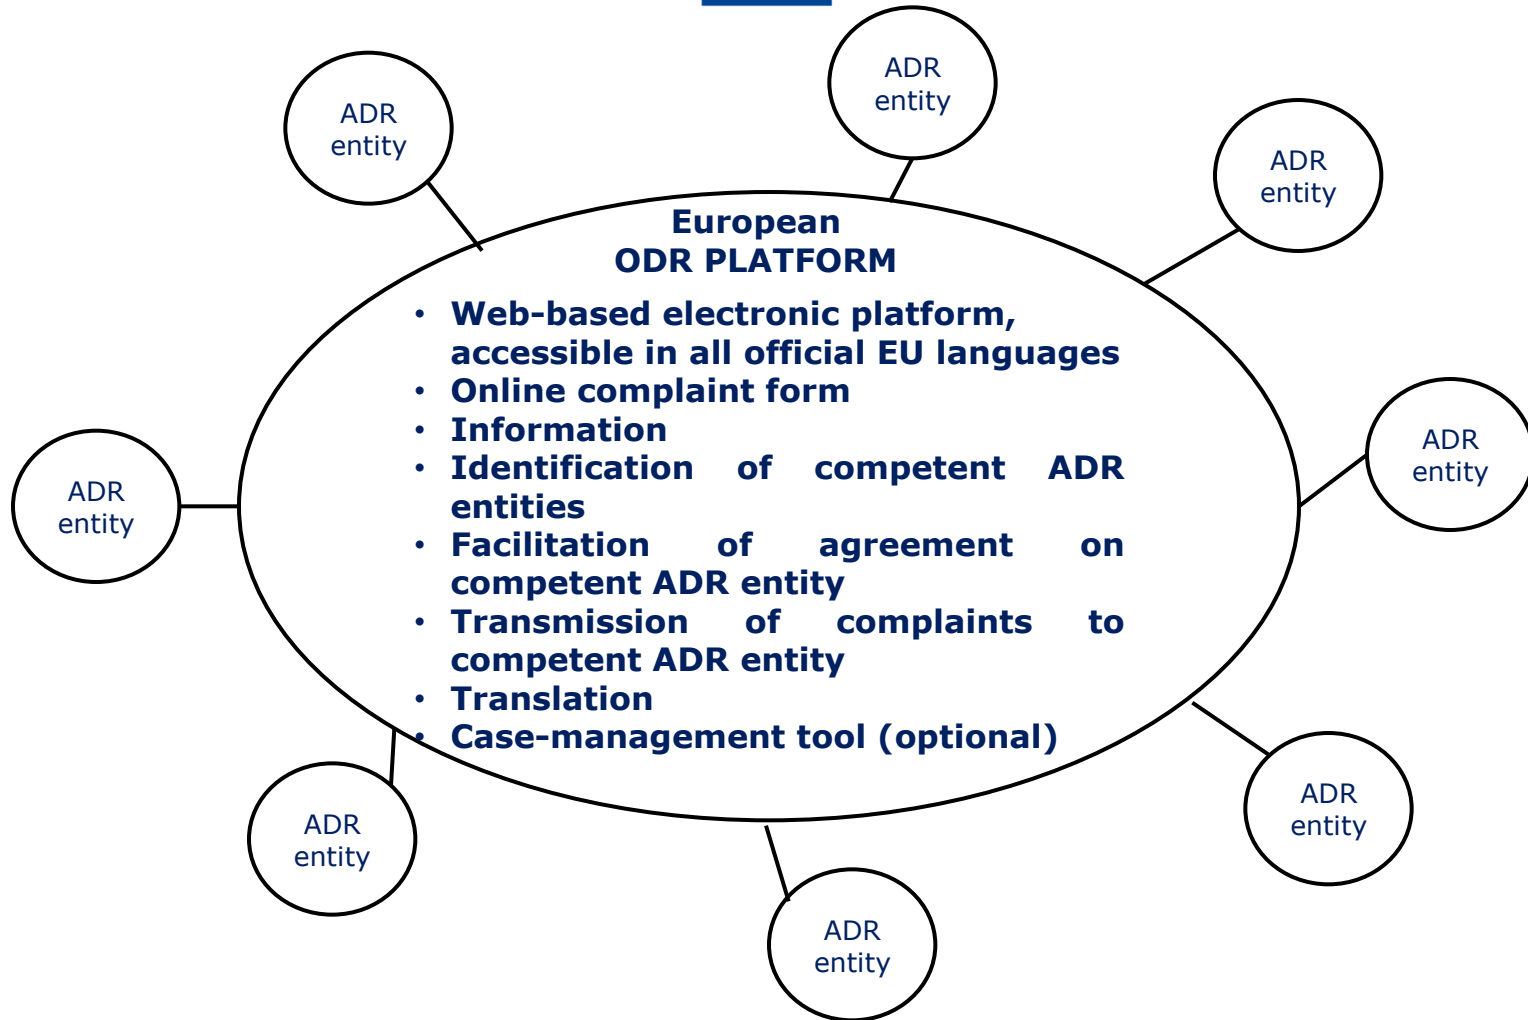 ADR
entity
ADR
entity
ADR
entity
European
ODR PLATFORM
• Web-based electronic platform,
accessible in all official EU languages
• Online complaint form
• Information
• Identification of competent ADR
entities
• Facilitation of agreement on
competent ADR entity
• Transmission of complaints to
competent ADR entity
• Translation
• Case-management tool (optional)
ADR
entity
ADR
entity
ADR
entity
ADR
entity
ADR
entity